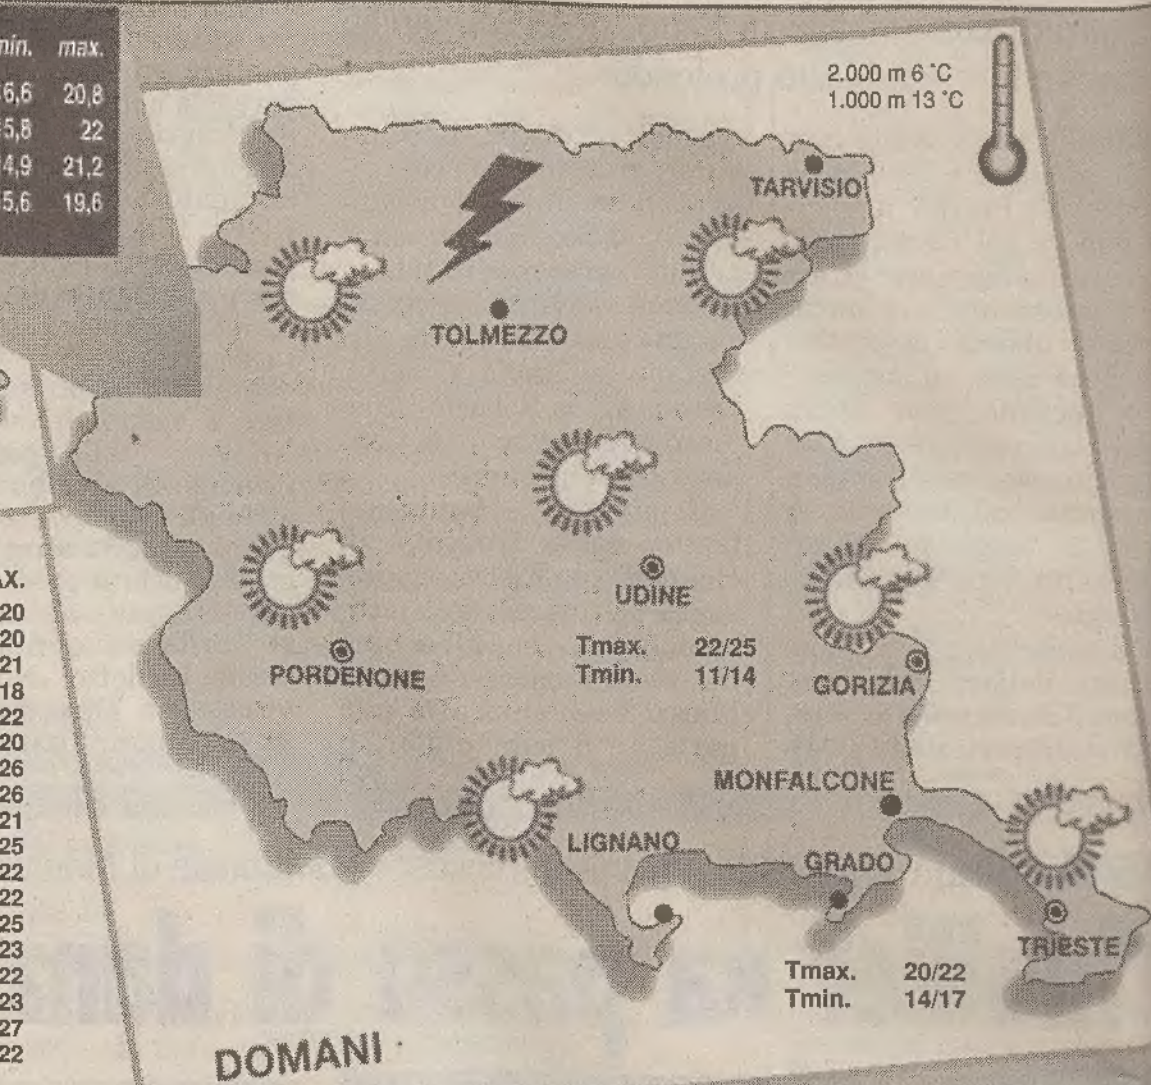 min. max.
6,6 20,8
5,8 22
4,9 21,2
5,6 19,6
2.000 m 6 °C
1.000 m 13 °C
TARVISIO
TOLMEZZO
UDINE
Tmax. 22/25
Tmin. 11/14
PORDENONE
GORIZIA
MONFALCONE
LIGNANO
GRADO
TRIESTE
Tmax. 20/22
Tmin. 14/17
AX.
20
20
21
18
22
20
26
26
21
25
22
22
25
23
22
23
27
22
DOMANI